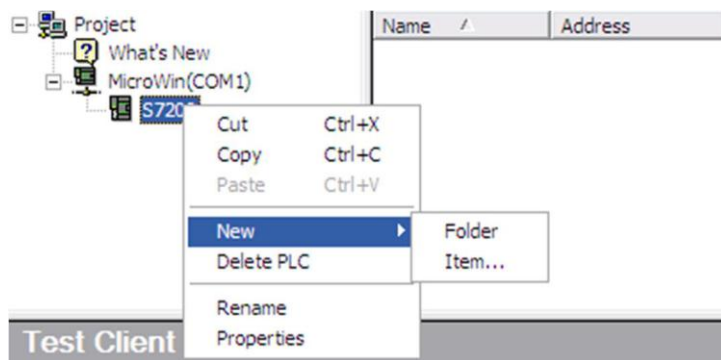 Project
What's New
MicroWin(COM1)
Name
Address
Cut Ctrl+X
Copy Ctrl+C
Paste Ctrl+V
New
Folder
Delete PLC
Item...
Rename
Properties
Test Client